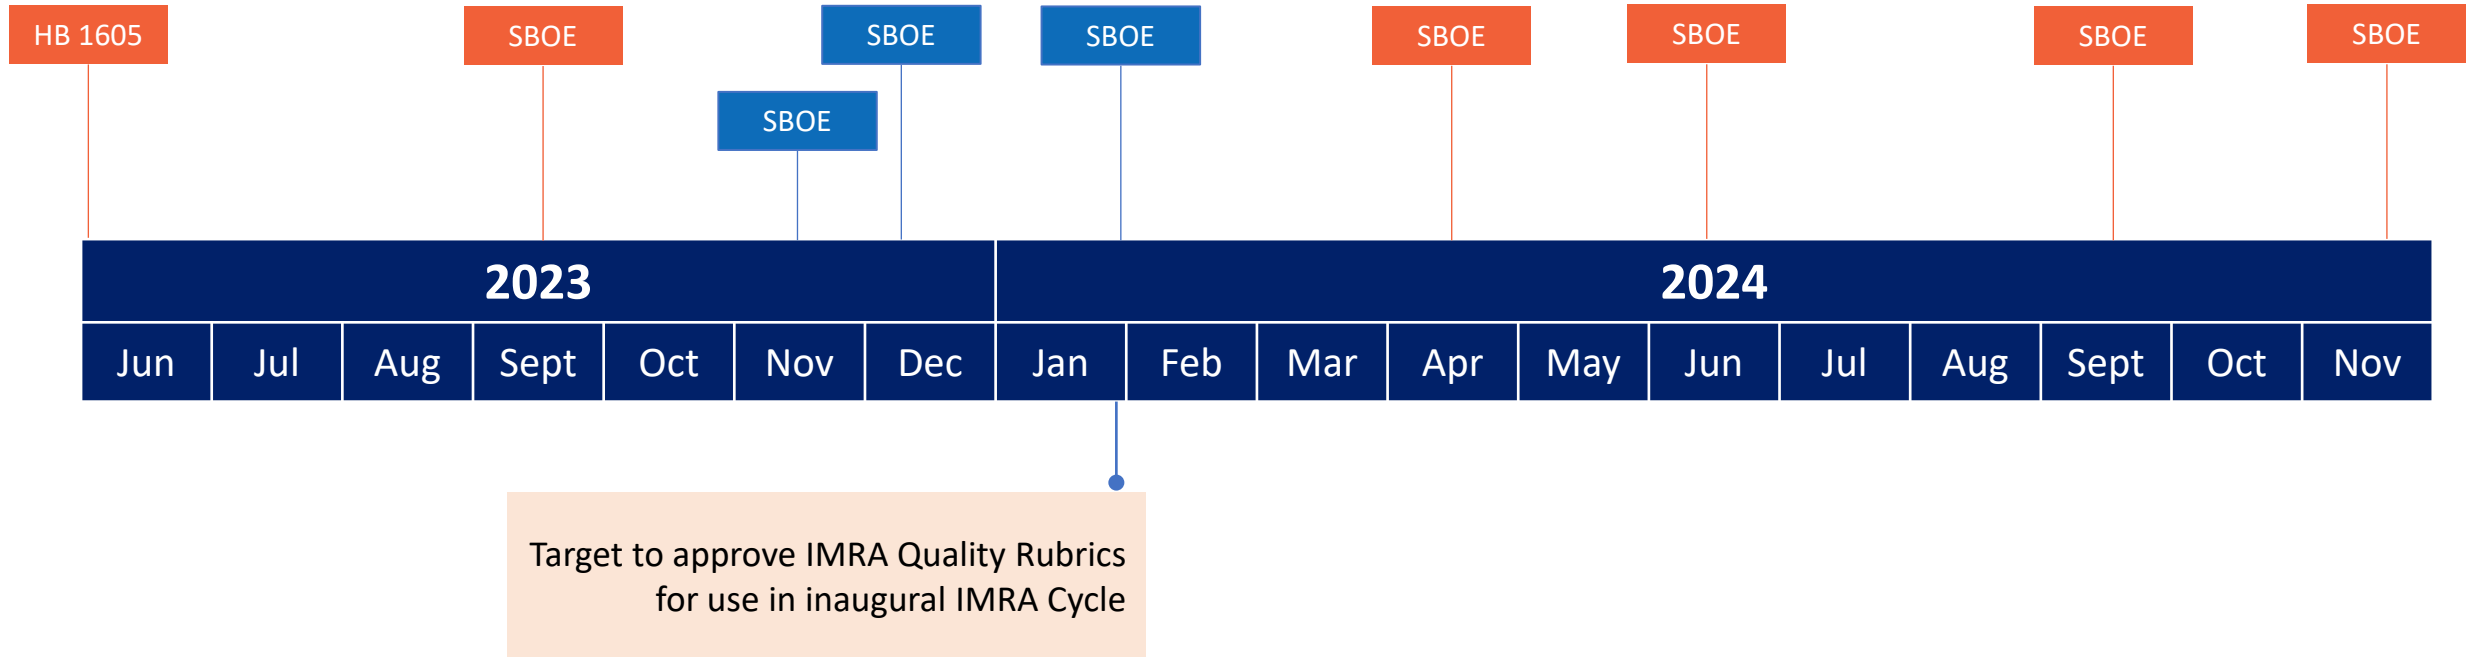 HB 1605
SBOE
SBOE
SBOE
SBOE
SBOE
SBOE
SBOE
SBOE
2023
2024
Jun Jul Aug Sept Oct Nov Dec Jan Feb Mar Apr May Jun Jul Aug Sept Oct Nov
Target to approve IMRA Quality Rubrics
for use in inaugural IMRA Cycle